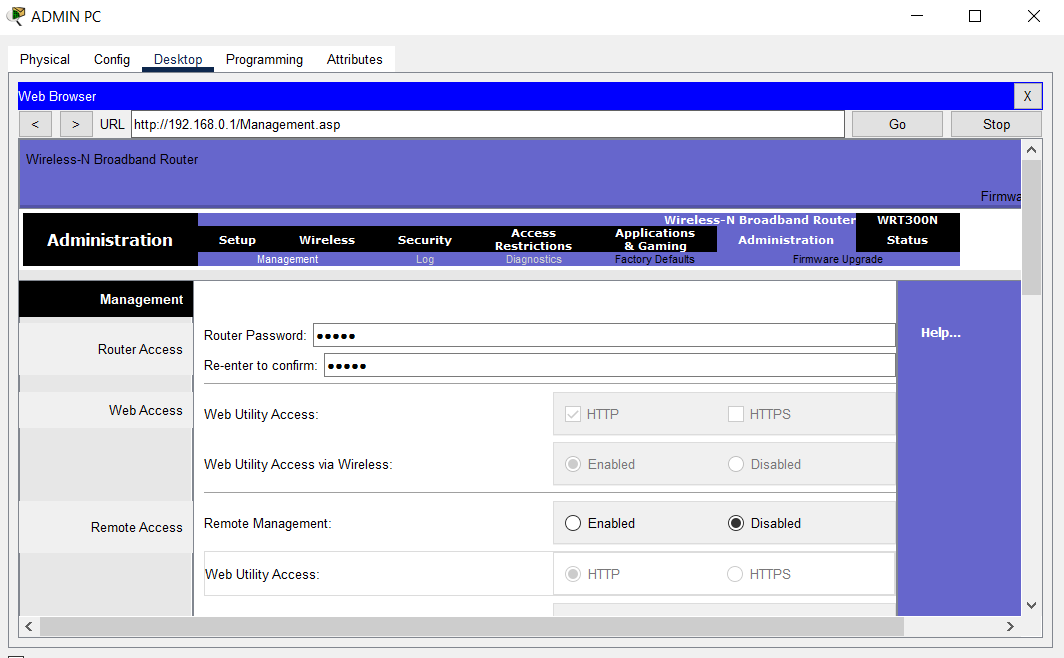 ADMIN PC
Physical Config Desktop Programming Attributes
Web Browser X
< > URL http://192.168.0.1/Management.asp Go Stop
Wireless-N Broadband Router
Firmwa
Wireless-N Broadband Router WRT300N
Administration Setup Wireless Security Access Restrictions Applications & Gaming Administration Status
Management Log Diagnostics Factory Defaults Firmware Upgrade
Management
Help...
Router Access
Router Password: •••••
Re-enter to confirm: •••••
Web Access
Web Utility Access: HTTP HTTPS
Web Utility Access via Wireless: Enabled Disabled
Remote Access
Remote Management: Enabled Disabled
Web Utility Access: HTTP HTTPS